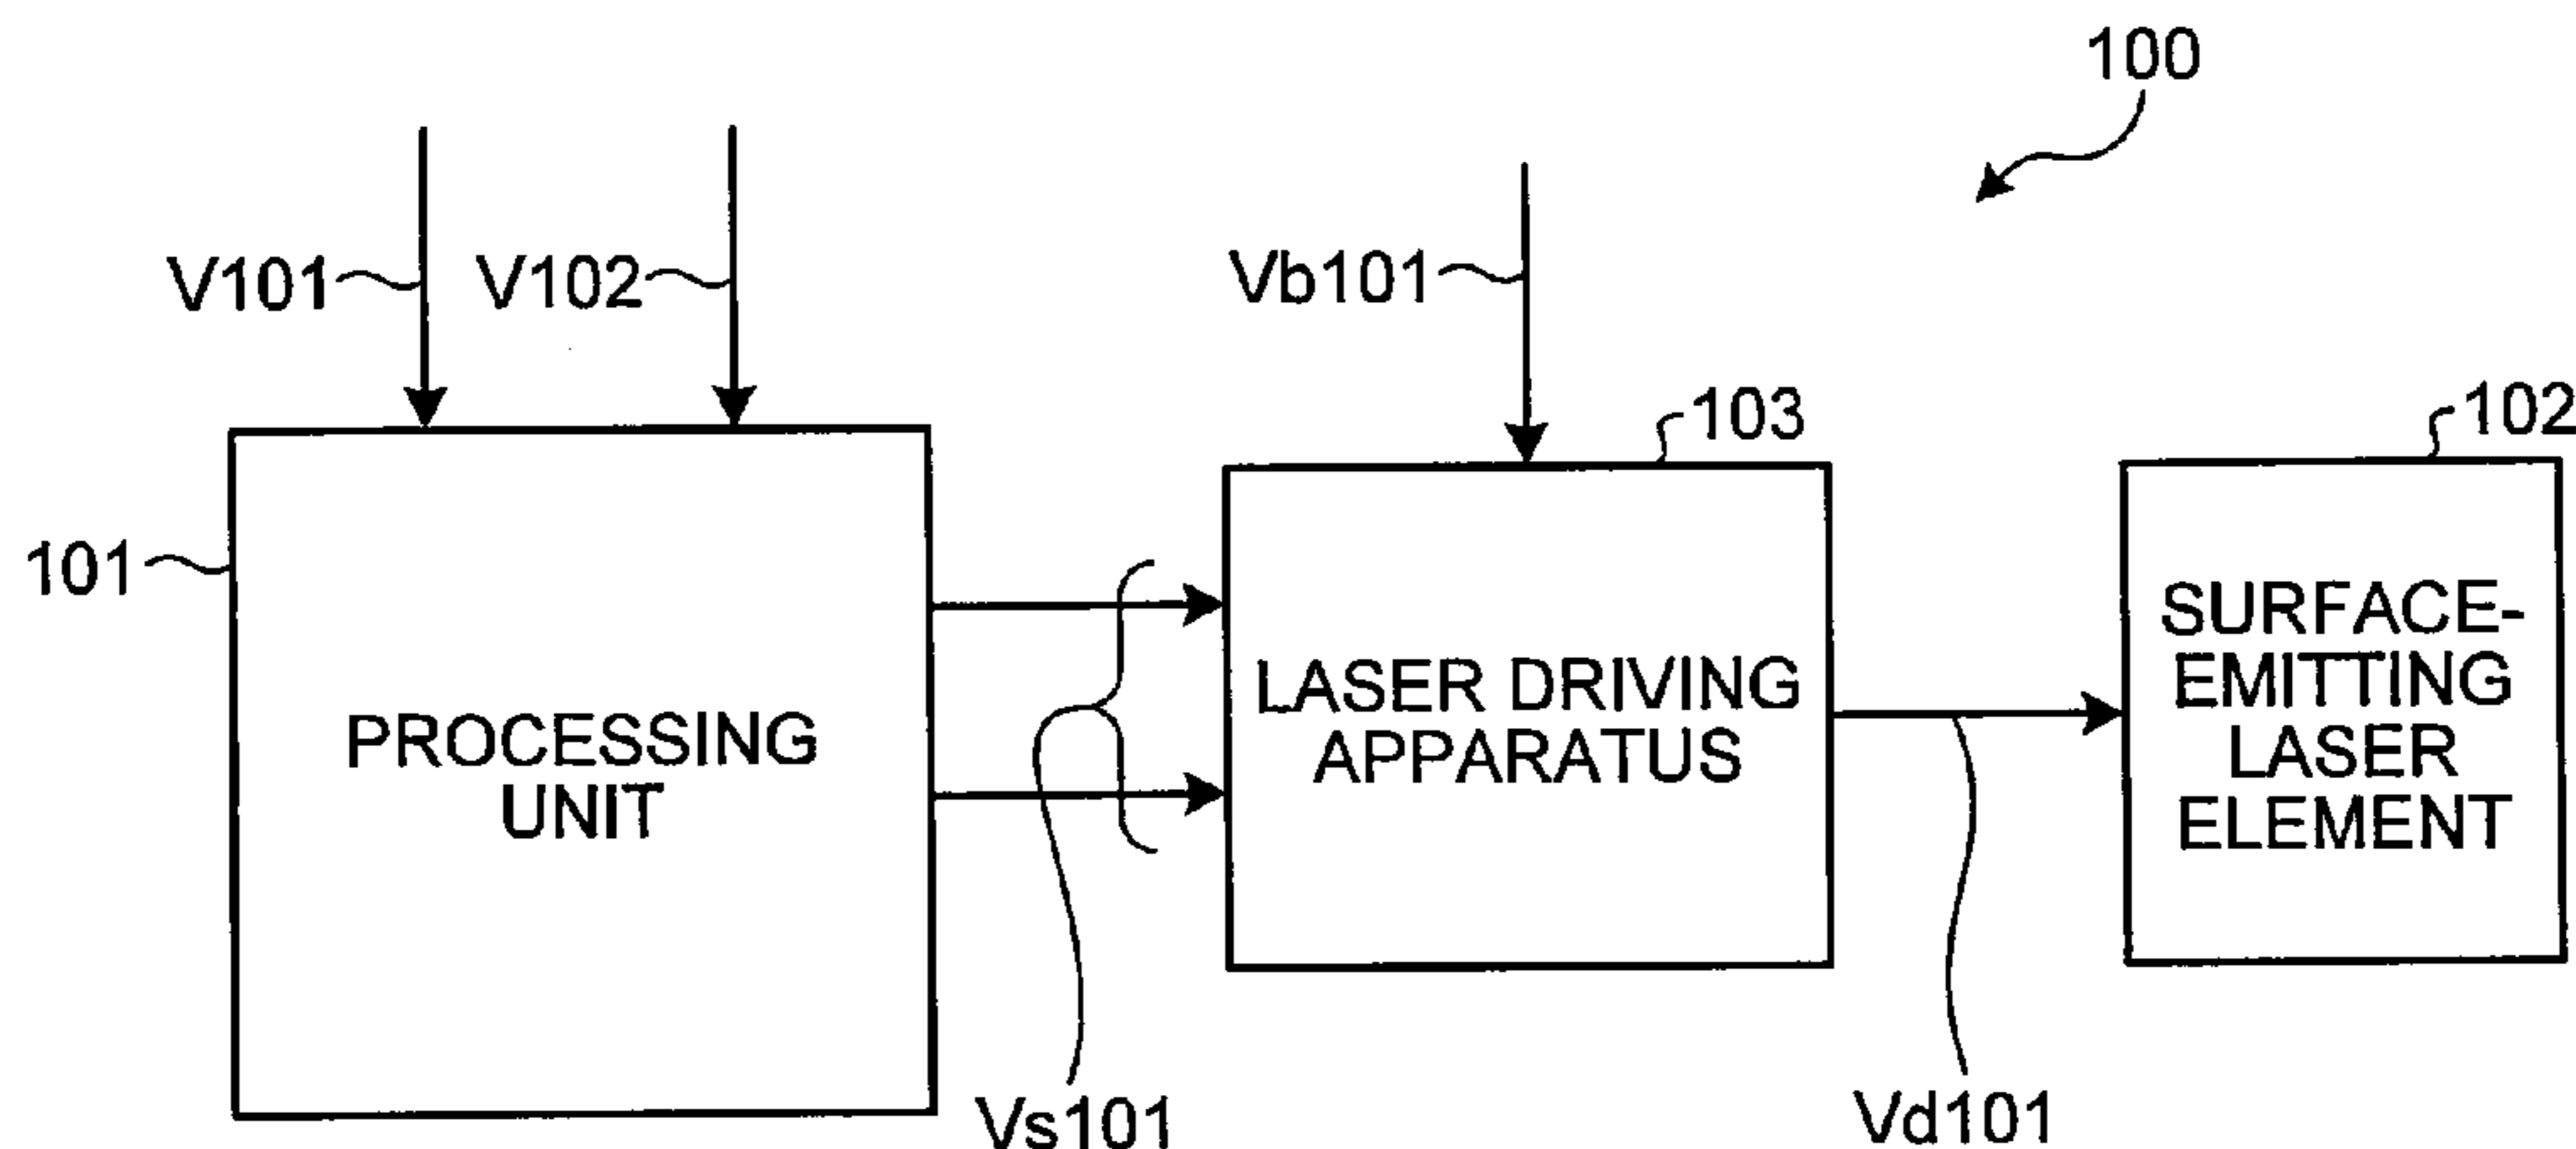 100
V101
V102
Vb101
103
102
101
PROCESSING
UNIT
LASER DRIVING
APPARATUS
SURFACE-
EMITTING
LASER
ELEMENT
Vs101
Vd101